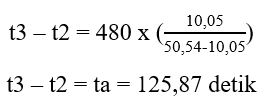 t3 – t2 = 480 x (10,05/50,54-10,05)
t3 – t2 = ta = 125,87 detik